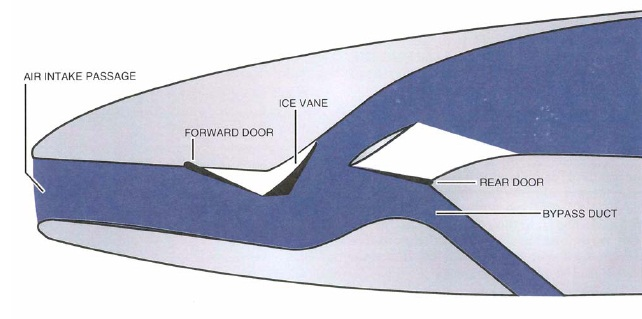 AIR INTAKE PASSAGE
ICE VANE
FORWARD DOOR
REAR DOOR
BYPASS DUCT